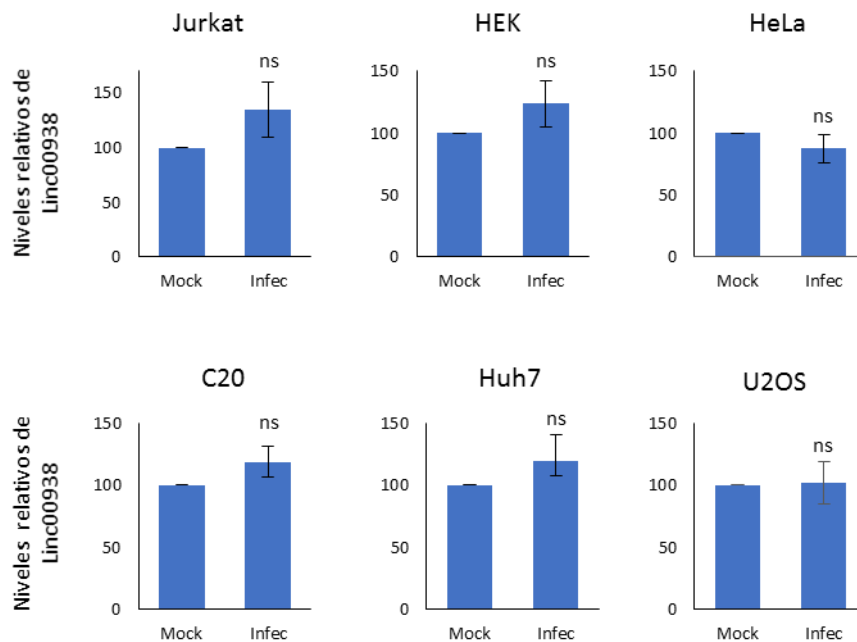 Jurkat
HEK
HeLa
Niveles relativos de
Linc00938
150
100
50
0
ns
Mock
Infec
150
100
50
0
ns
Mock
Infec
150
100
50
0
ns
Mock
Infec
C20
Huh7
U2OS
Niveles relativos de
Linc00938
150
100
50
0
ns
Mock
Infec
150
100
50
0
ns
Mock
Infec
150
100
50
0
ns
Mock
Infec